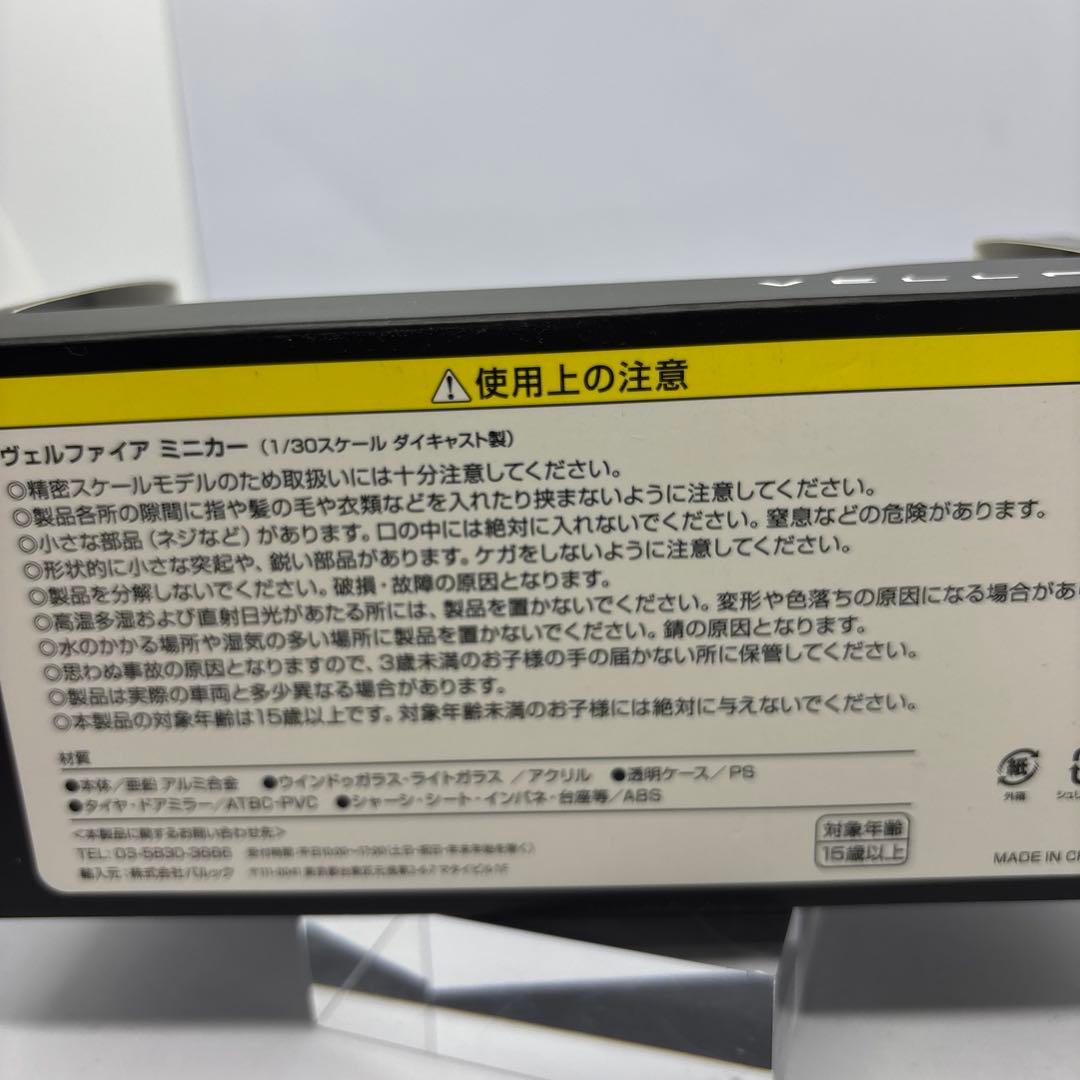 VELLF
使用上の注意
ヴェルファイア ミニカー（1/30スケール ダイキャスト製）
◎精密スケールモデルのため取扱いには十分注意してください。
◎製品各所の隙間に指や髪の毛や衣類などを入れたり挟まないように注意してください。
◎小さな部品（ネジなど）があります。口の中には絶対に入れないでください。窒息などの危険があります。
◎形状的に小さな突起や、鋭い部品があります。ケガをしないように注意してください。
◎製品を分解しないでください。破損・故障の原因となります。
◎高温多湿および直射日光があたる所には、製品を置かないでください。変形や色落ちの原因になる場合があ
◎水のかかる場所や湿気の多い場所に製品を置かないでください。錆の原因となります。
◎思わぬ事故の原因となりますので、3歳未満のお子様の手の届かない所に保管してください。
◎製品は実際の車両と多少異なる場合があります。
◎本製品の対象年齢は15歳以上です。対象年齢未満のお子様には絶対に与えないでください。
材質
●本体／亜鉛 アルミ合金 ●ウインドゥガラス・ライトガラス ／アクリル ●透明ケース／PS
●タイヤ・ドアミラー／ATBC-PVC ●シャーシ・シート・インパネ・台座等／ABS
＜本製品に関するお問い合わせ先＞
TEL: 03-5830-3666
輸入元：株式会社バルック
対象年齢
15歳以上
紙
外箱
シュリ
MADE IN C